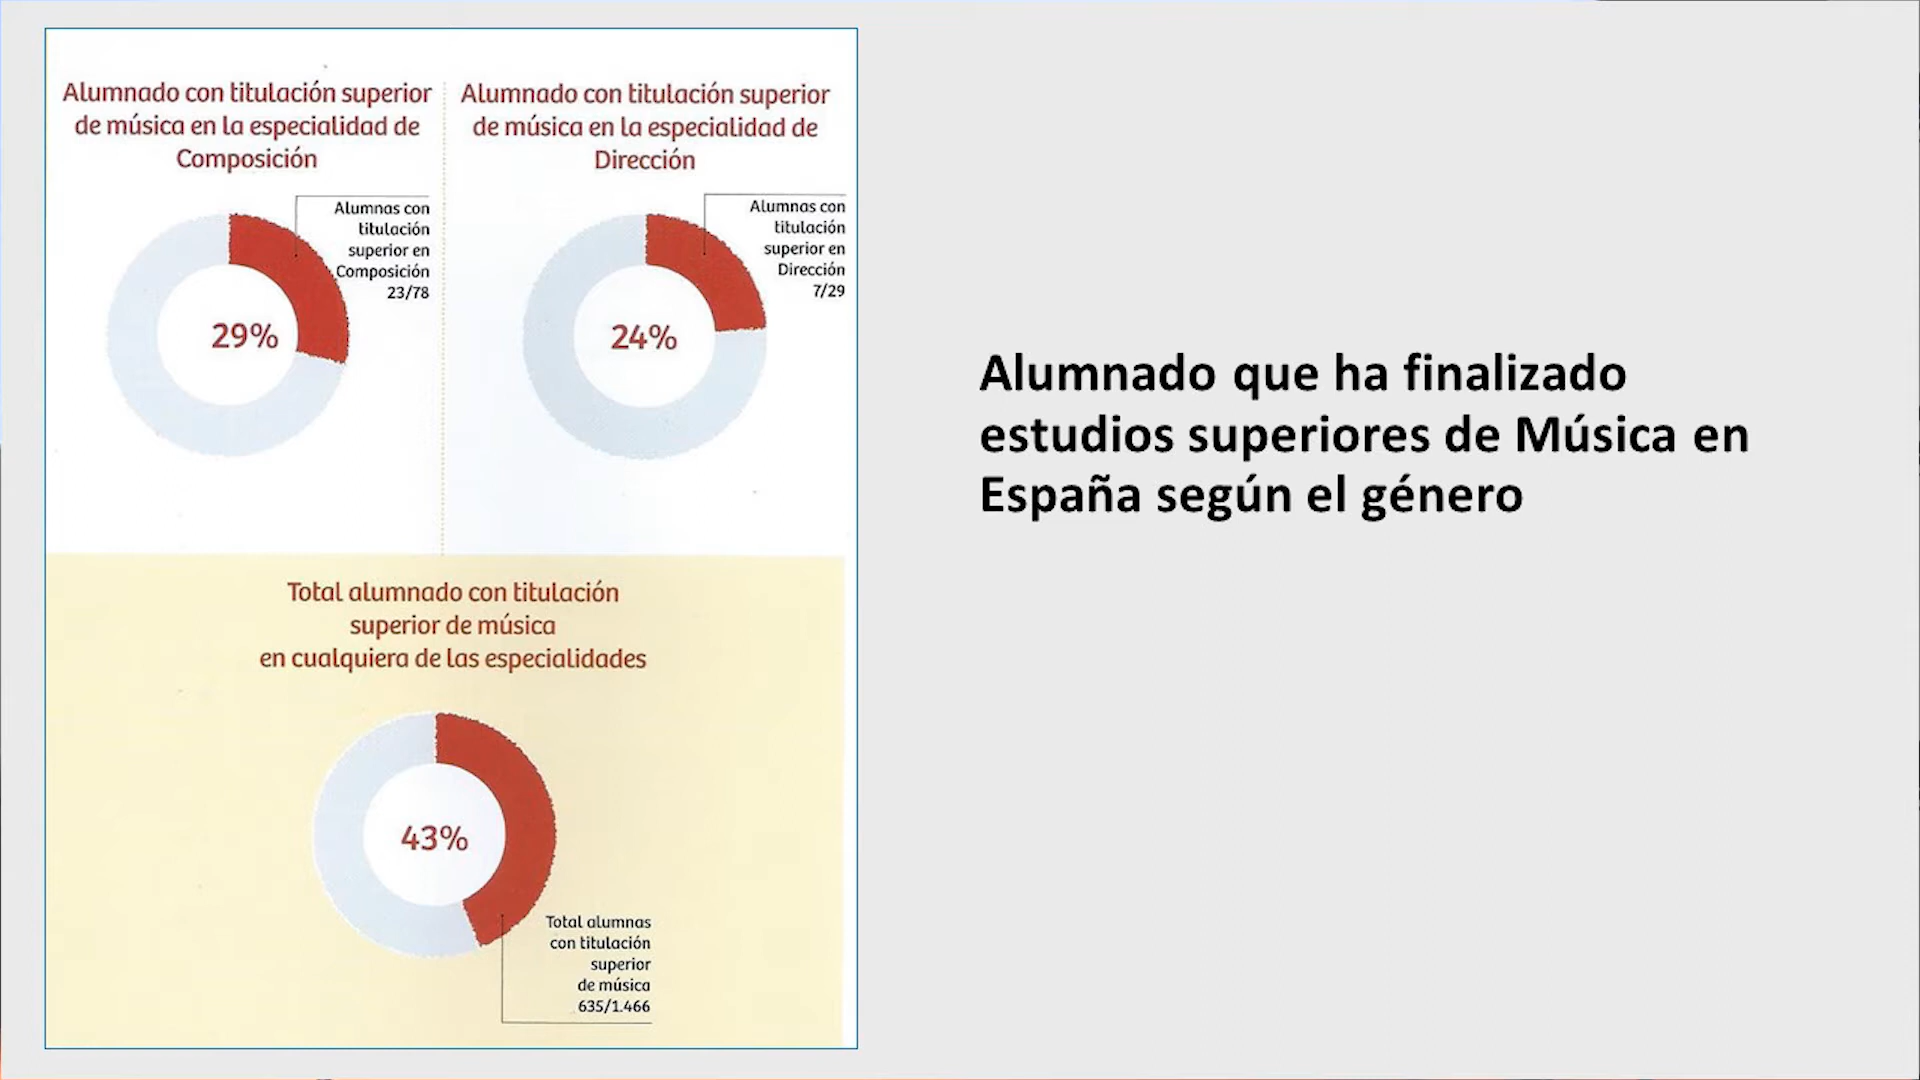 Alumnado con titulación superior
de música en la especialidad de
Composición
Alumnas con
titulación
superior en
Composición
23/78
29%
Alumnado con titulación superior
de música en la especialidad de
Dirección
Alumnas con
titulación
superior en
Dirección
7/29
24%
Total alumnado con titulación
superior de música
en cualquiera de las especialidades
43%
Total alumnas
con titulación
superior
de música
635/1.466
Alumnado que ha finalizado
estudios superiores de Música en
España según el género